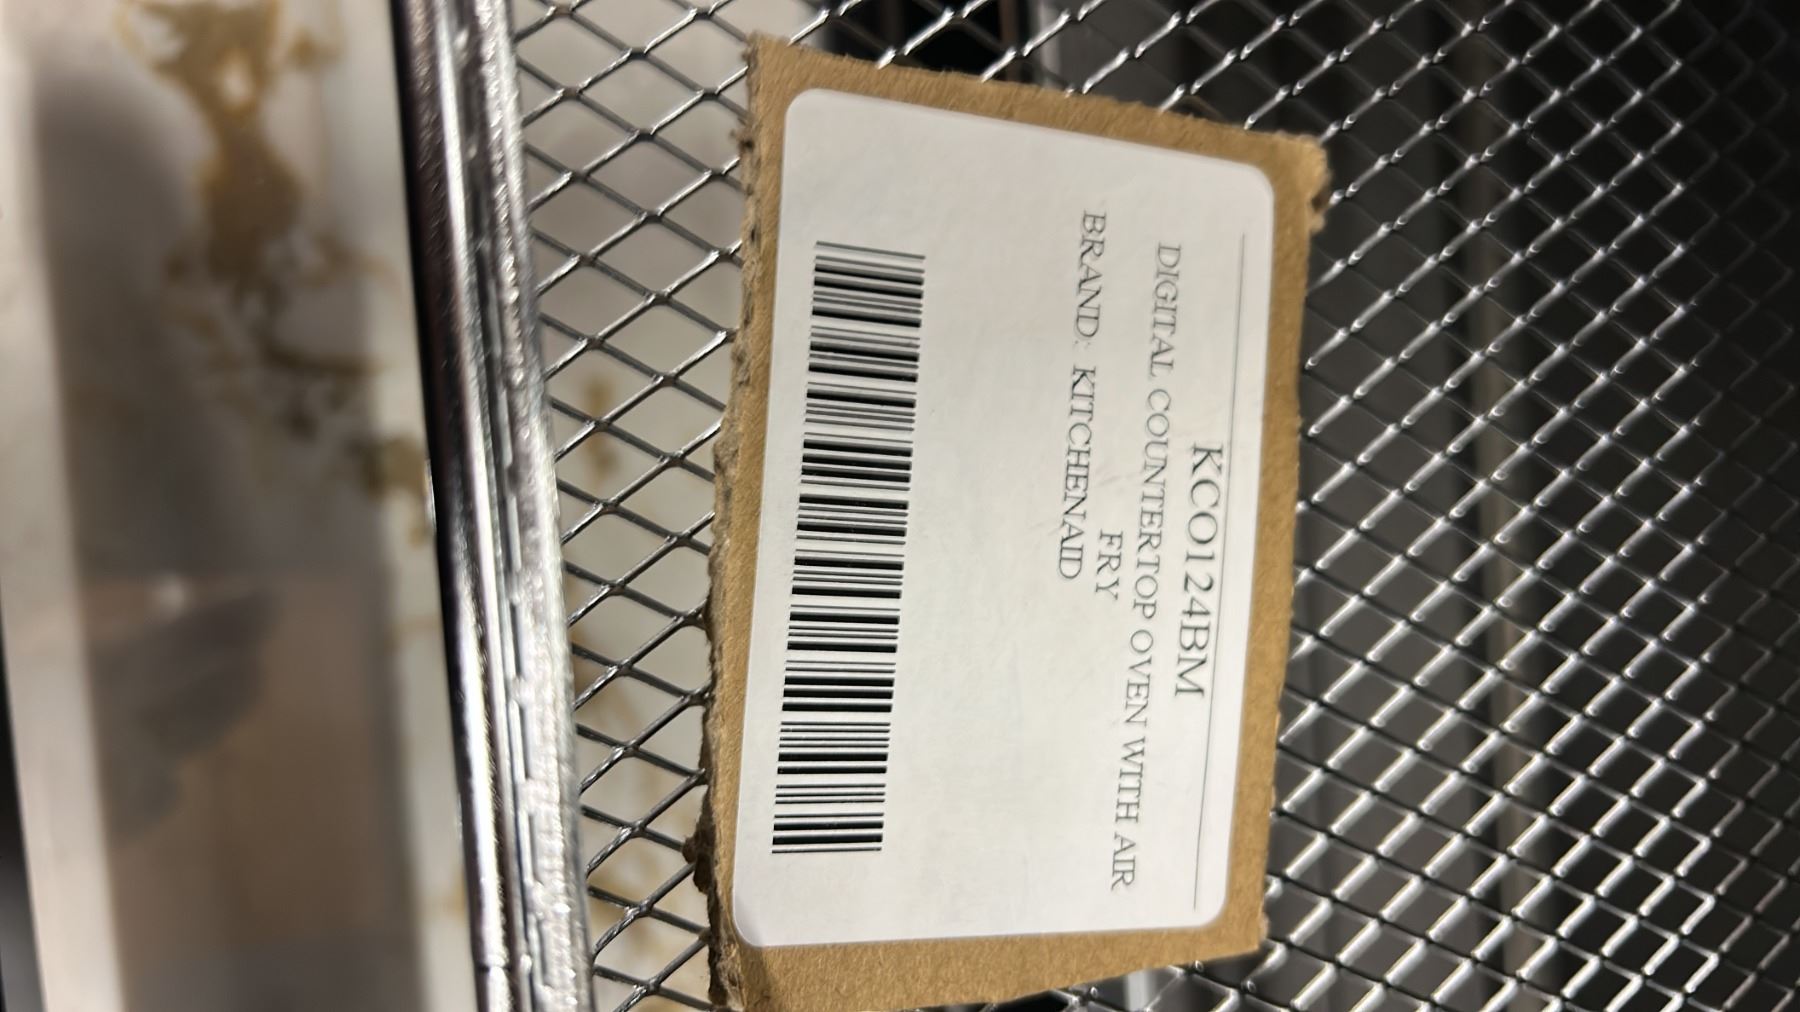 KCO124BM
DIGITAL COUNTERTOP OVEN WITH AIR
FRY
BRAND: KITCHENAID